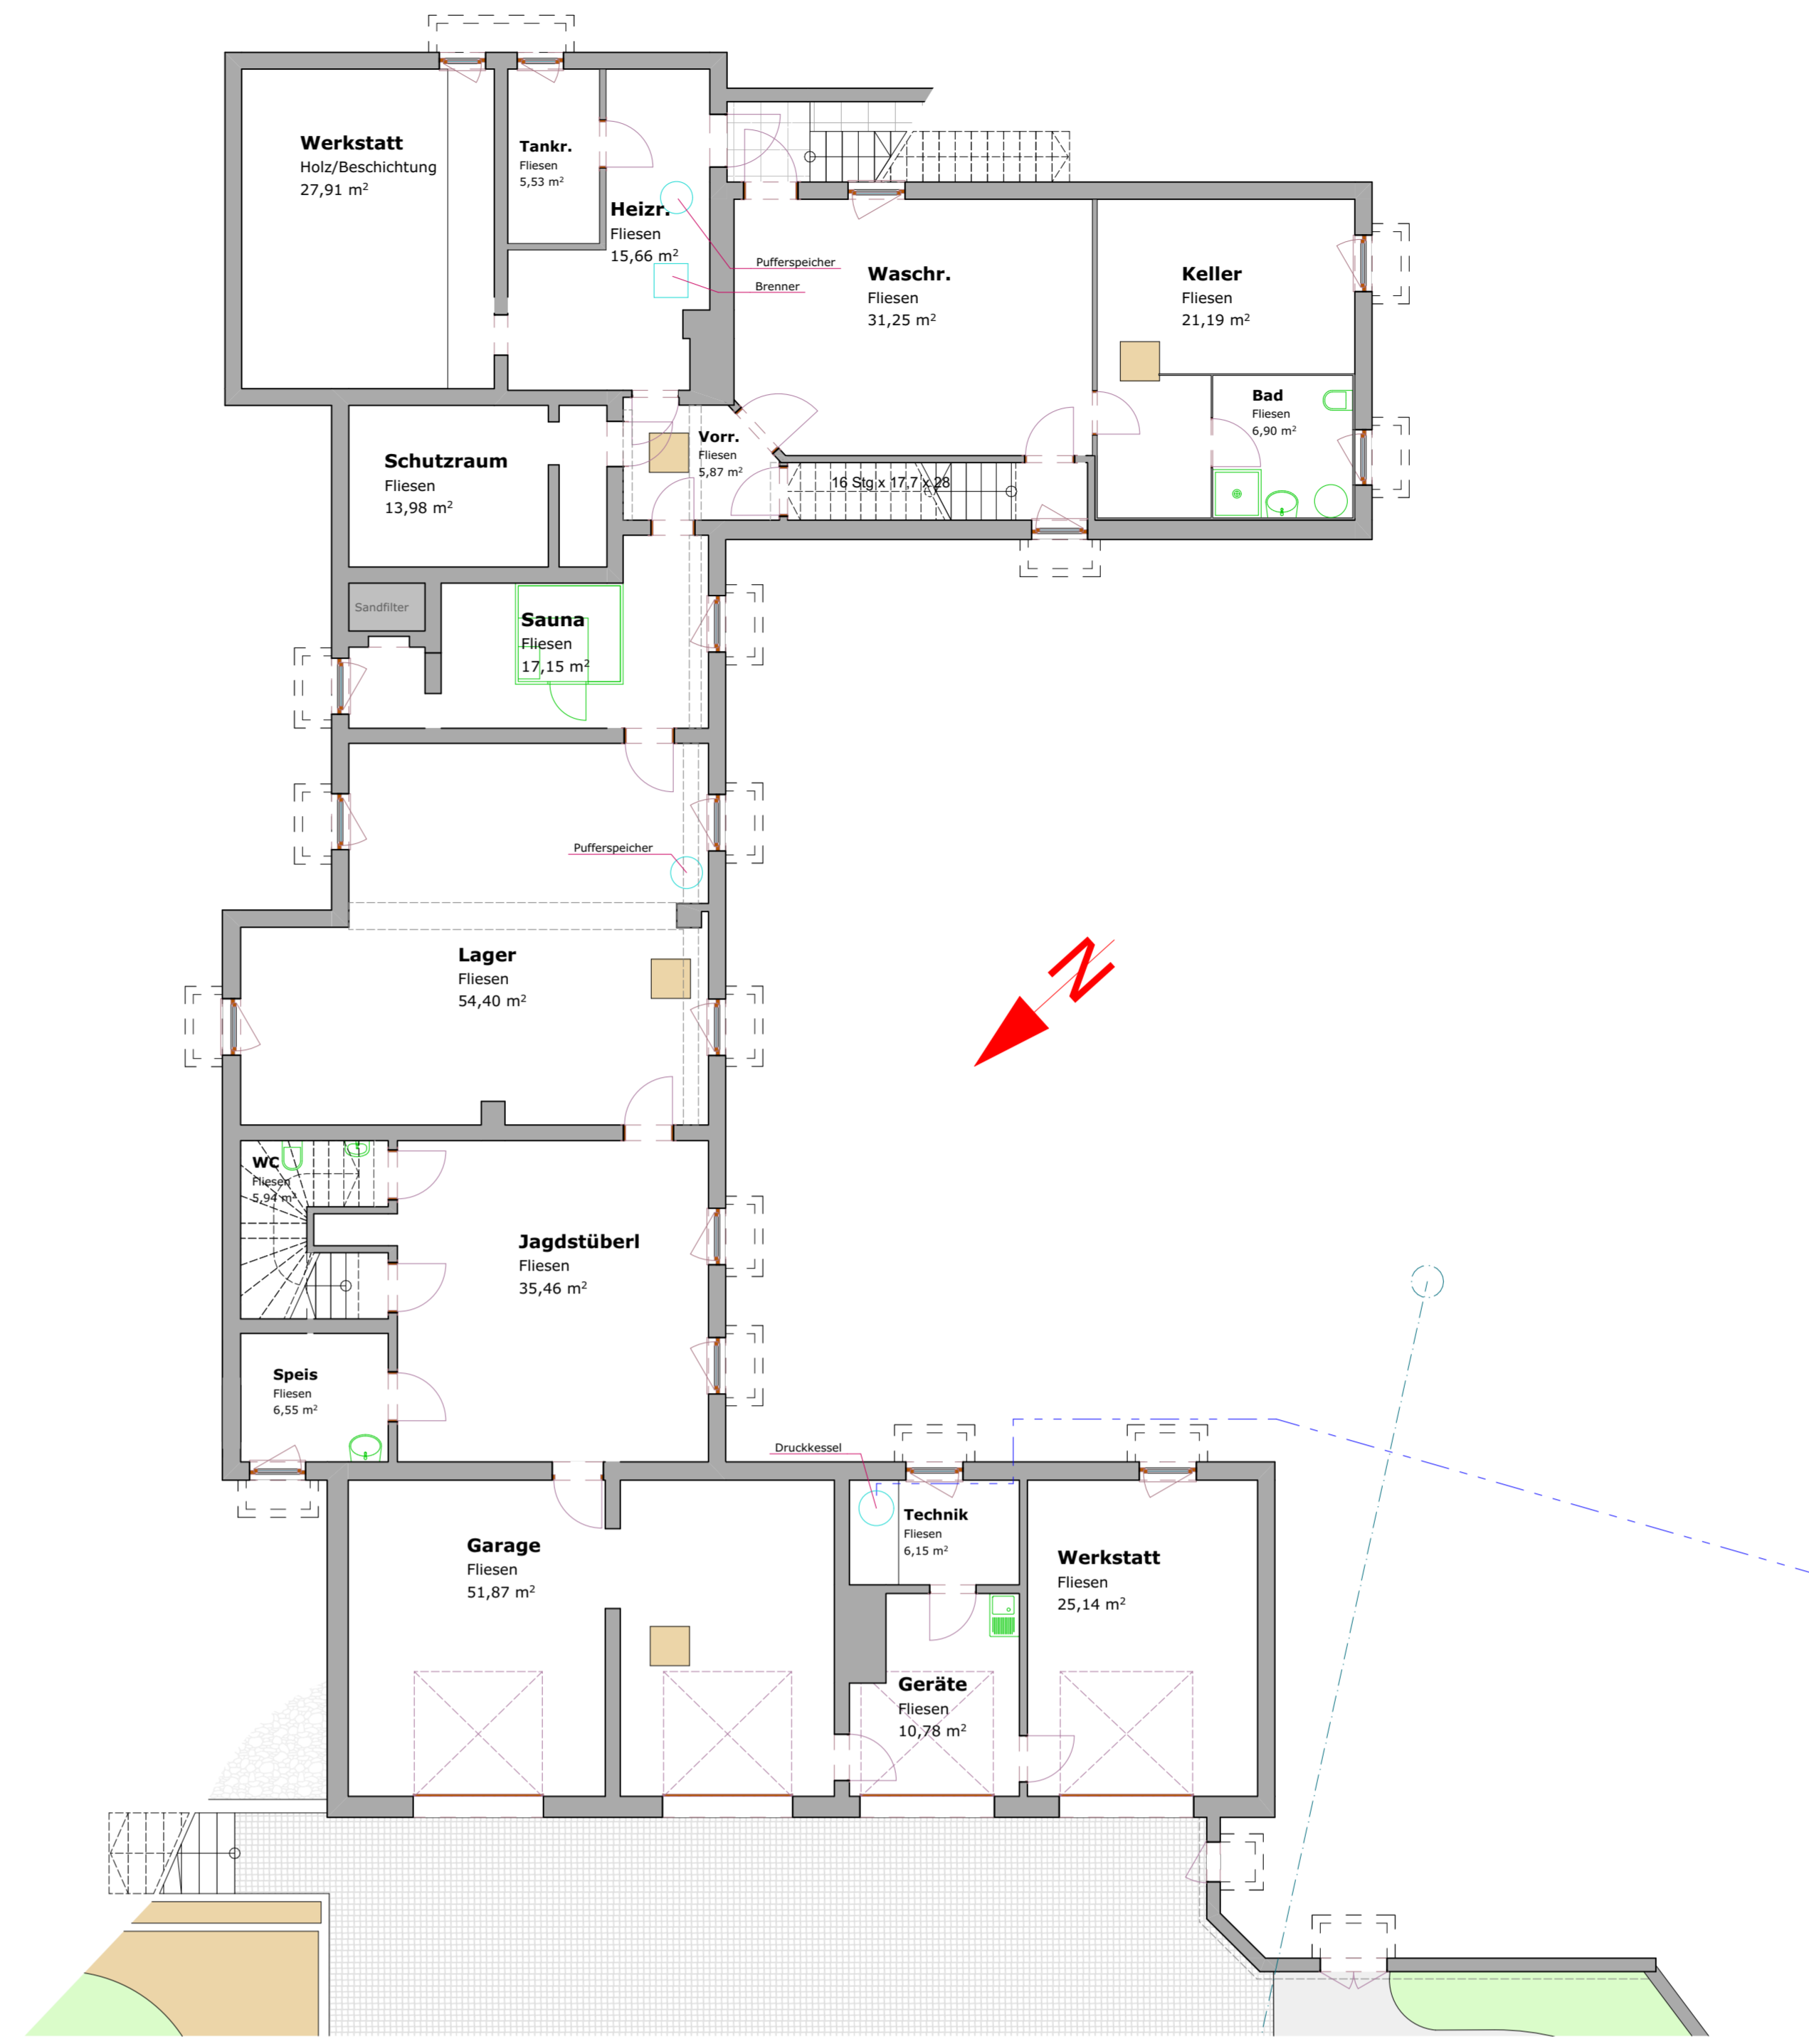 Werkstatt
Holz/Beschichtung
27,91 m²
Tankr.
Fliesen
5,53 m²
Heizr.
Fliesen
15,66 m²
Pufferspeicher
Brenner
Waschr.
Fliesen
31,25 m²
Keller
Fliesen
21,19 m²
Bad
Fliesen
6,90 m²
Vorr.
Fliesen
5,87 m²
Schutzraum
Fliesen
13,98 m²
16 Stg x 17,7 x 28
Sandfilter
Sauna
Fliesen
17,15 m²
Pufferspeicher
Lager
Fliesen
54,40 m²
N
WC
Fliesen
5,94 m²
Jagdstüberl
Fliesen
35,46 m²
Speis
Fliesen
6,55 m²
Druckkessel
Technik
Fliesen
6,15 m²
Garage
Fliesen
51,87 m²
Werkstatt
Fliesen
25,14 m²
Geräte
Fliesen
10,78 m²